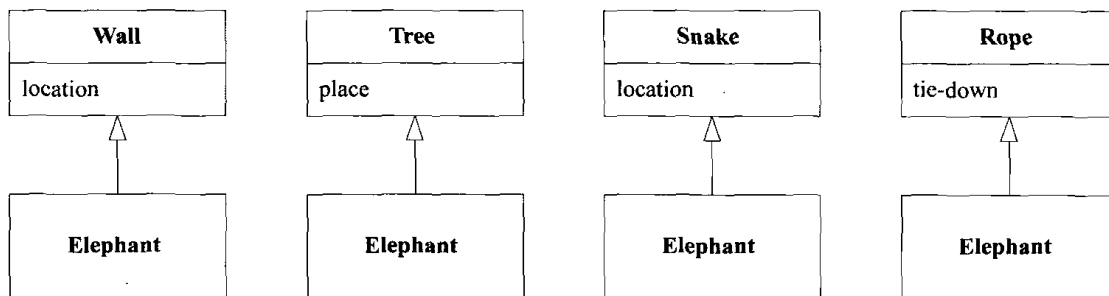 Wall Tree Snake Rope
location place location tie-down
Elephant Elephant Elephant Elephant